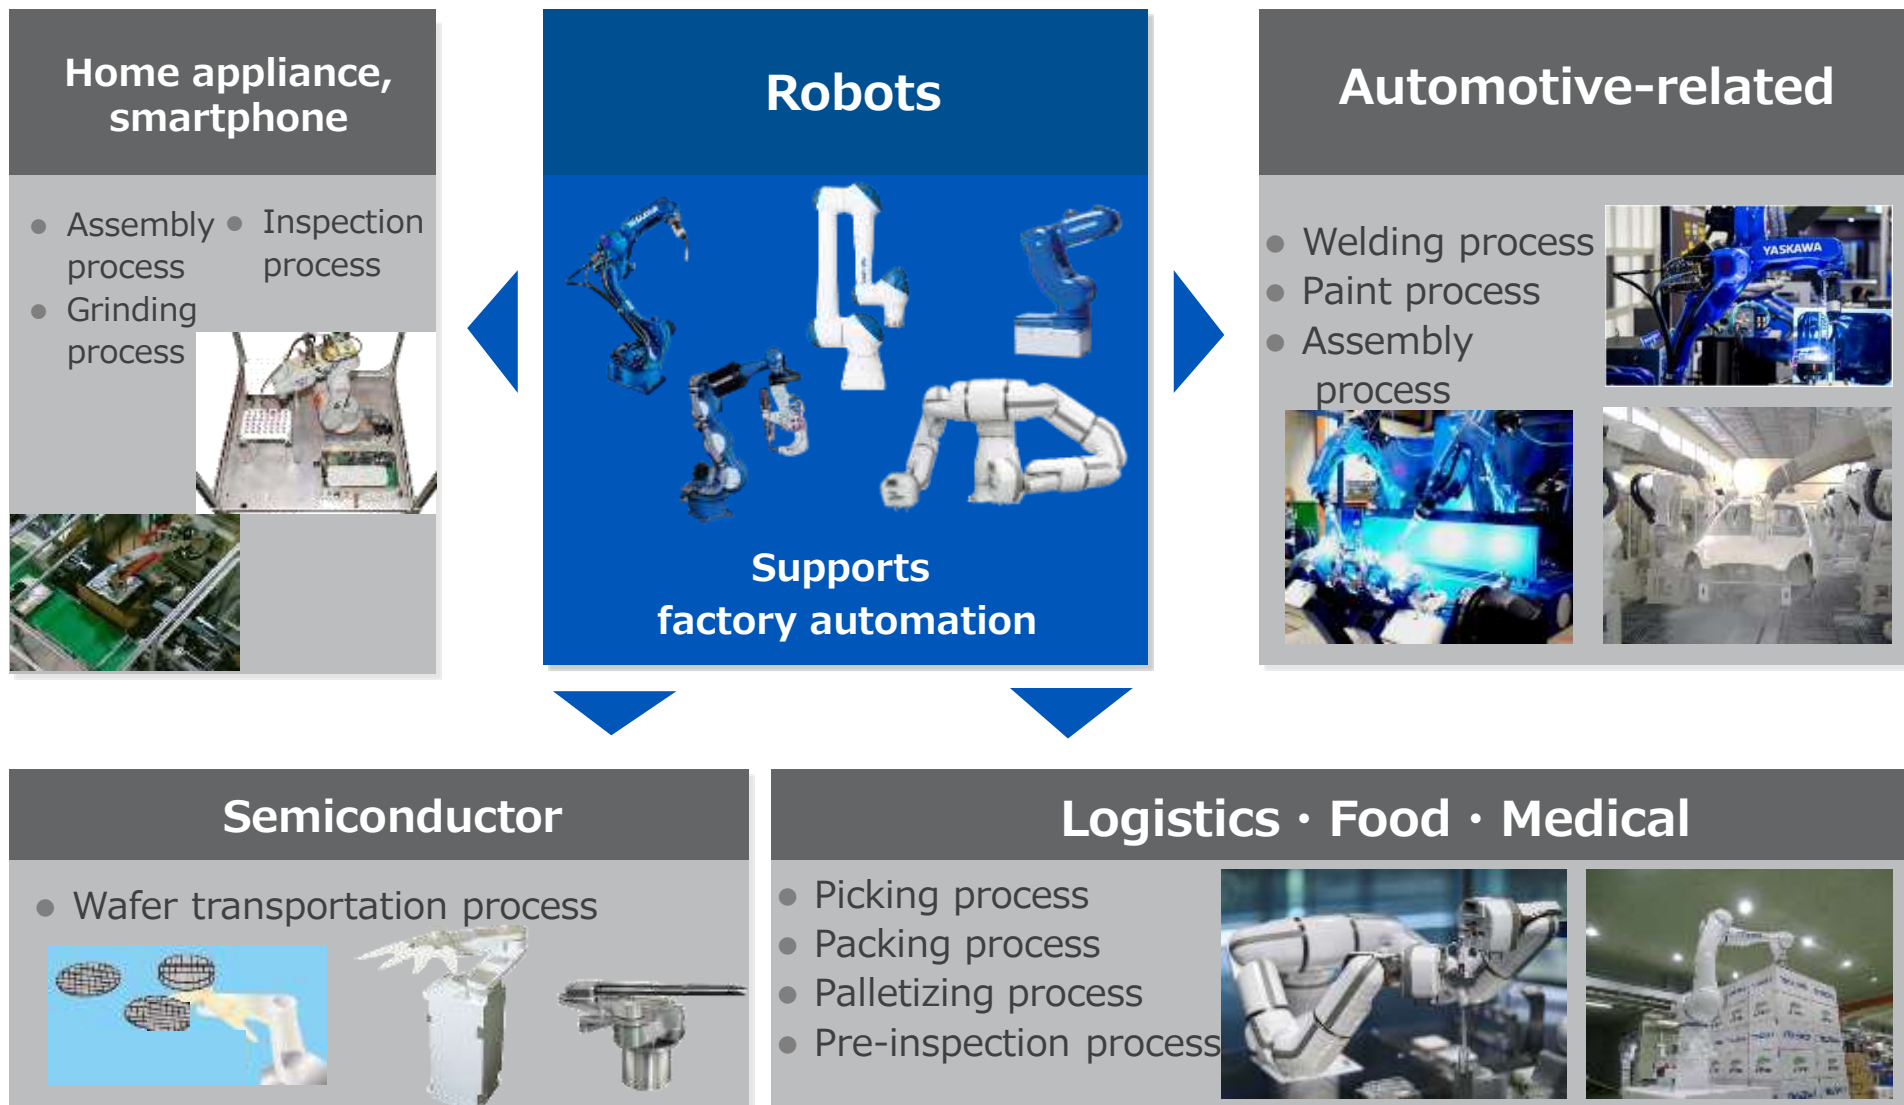 Home appliance,
smartphone
Assembly
process
Grinding
process
Inspection
process
Robots
Supports
factory automation
Automotive-related
Welding process
Paint process
Assembly
process
YASKAWA
Semiconductor
Wafer transportation process
Logistics・Food・Medical
Picking process
Packing process
Palletizing process
Pre-inspection process